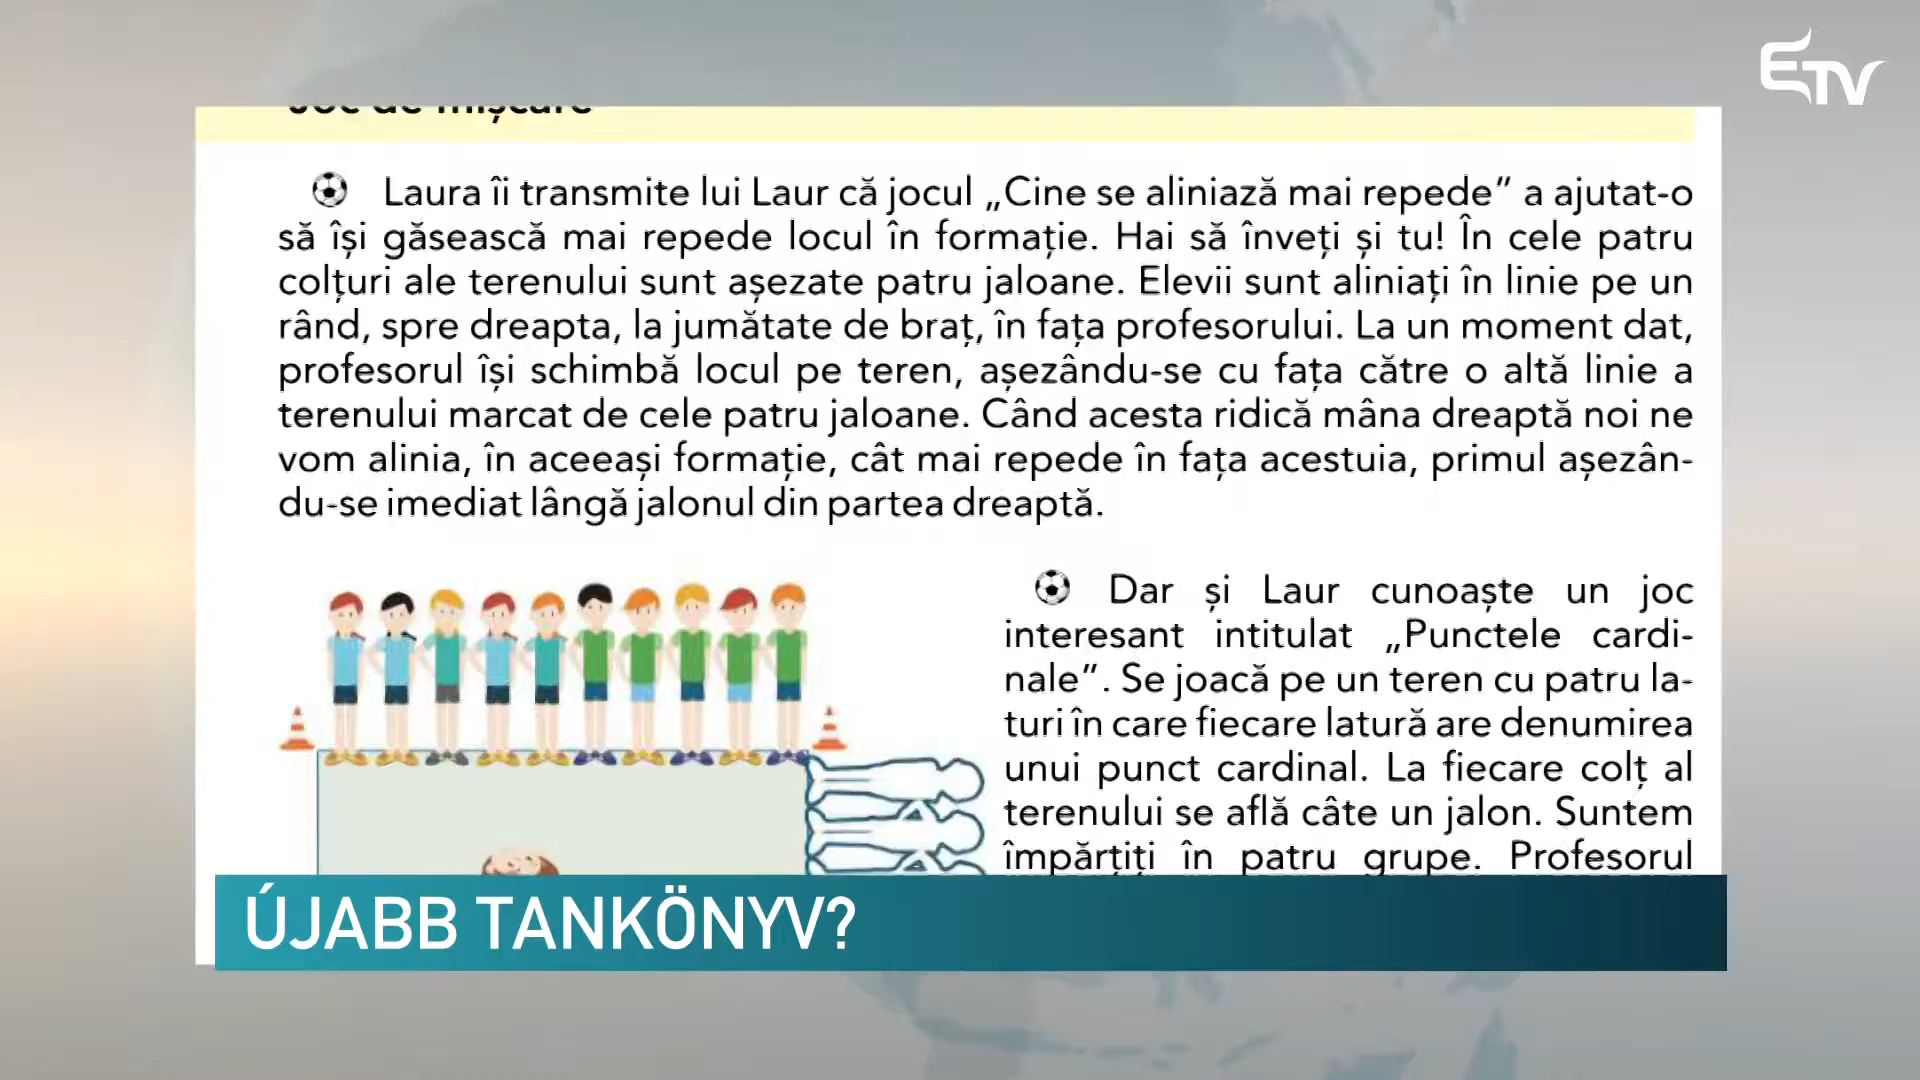 ETV
Joc de mișcare
Laura îi transmite lui Laur că jocul „Cine se aliniază mai repede” a ajutat-o
să își găsească mai repede locul în formație. Hai să înveți și tu! În cele patru
colțuri ale terenului sunt așezate patru jaloane. Elevii sunt aliniați în linie pe un
rând, spre dreapta, la jumătate de braț, în fața profesorului. La un moment dat,
profesorul își schimbă locul pe teren, așezându-se cu fața către o altă linie a
terenului marcat de cele patru jaloane. Când acesta ridică mâna dreaptă noi ne
vom alinia, în aceeași formație, cât mai repede în fața acestuia, primul așezân-
du-se imediat lângă jalonul din partea dreaptă.
Dar și Laur cunoaște un joc
interesant intitulat „Punctele cardi-
nale”. Se joacă pe un teren cu patru la-
turi în care fiecare latură are denumirea
unui punct cardinal. La fiecare colț al
terenului se află câte un jalon. Suntem
împărțiți în patru grupe. Profesorul
ÚJABB TANKÖNYV?